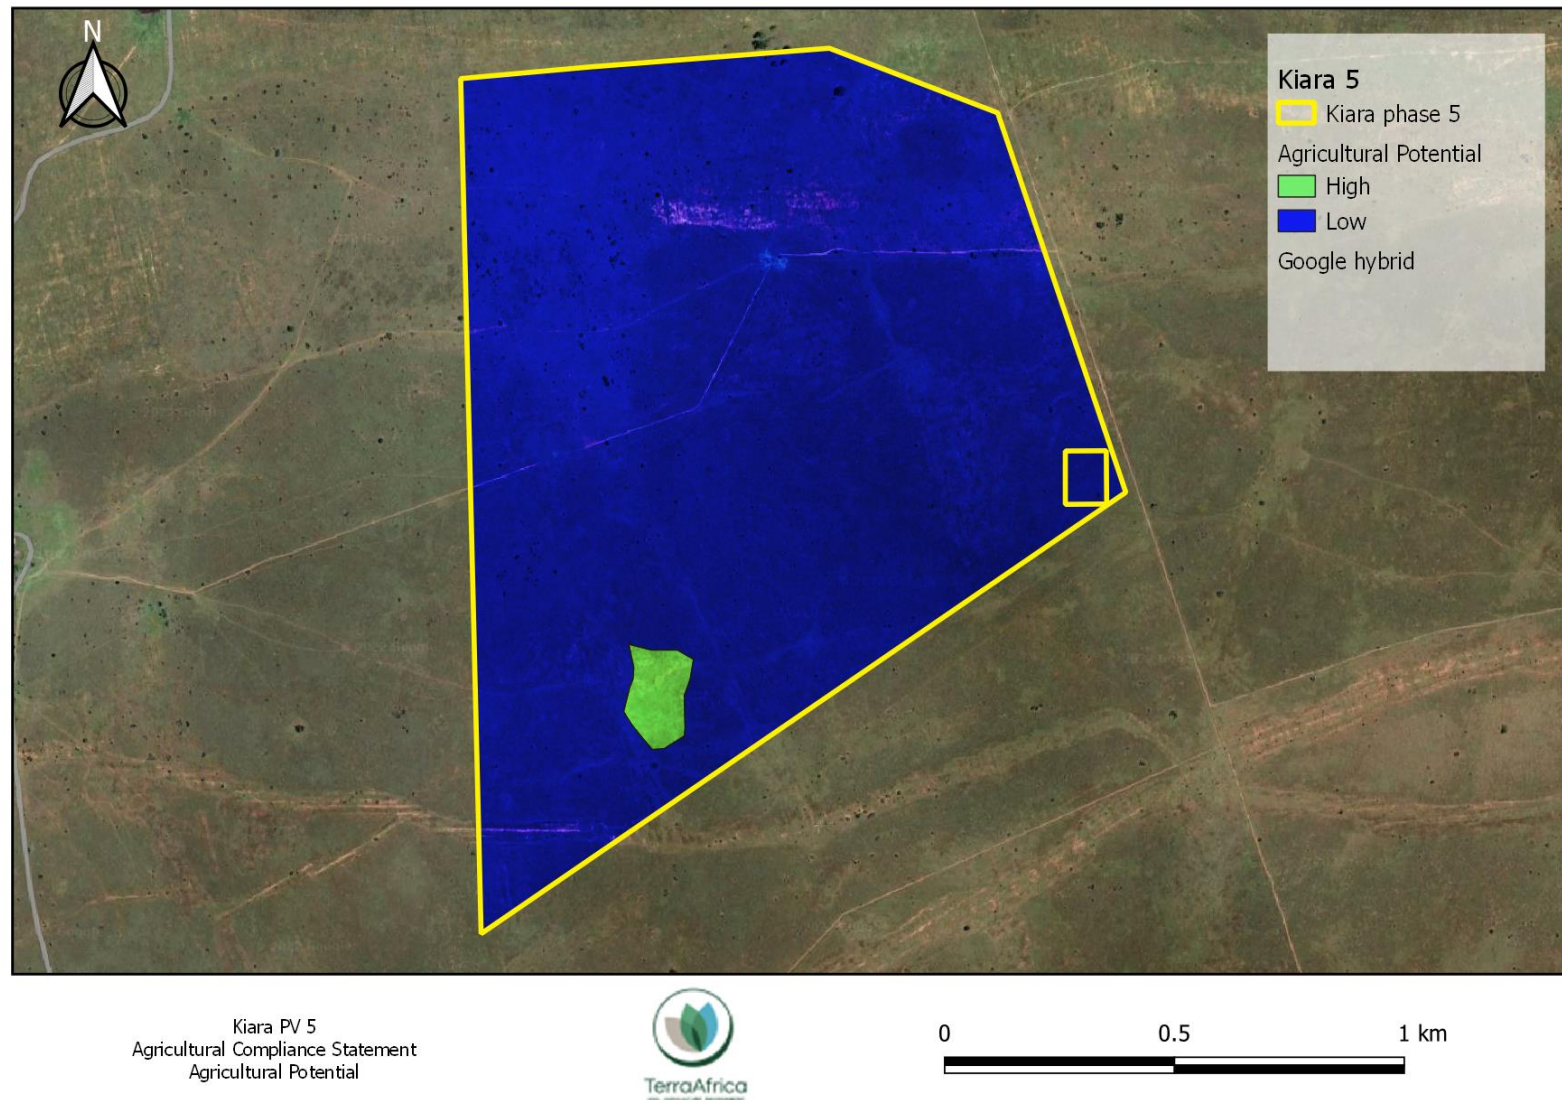 N
Kiara 5
Kiara phase 5
Agricultural Potential
High
Low
Google hybrid
Kiara PV 5
Agricultural Compliance Statement
Agricultural Potential
TerraAfrica
0 0.5 1 km